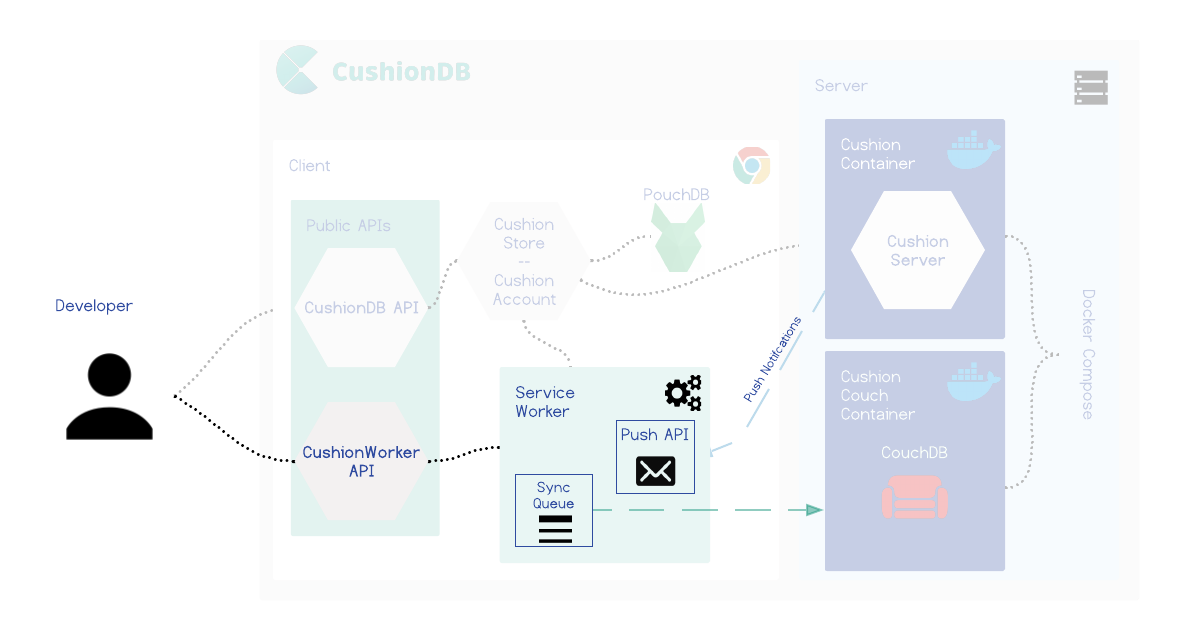 CushionDB
Server
Client
Cushion
Container
PouchDB
Public APIs
Cushion
Store
--
Cushion
Account
Cushion
Server
CushionDB API
Developer
Docker Compose
Push Notifcations
Service
Worker
Cushion
Couch
Container
Push API
CushionWorker
API
CouchDB
Sync
Queue